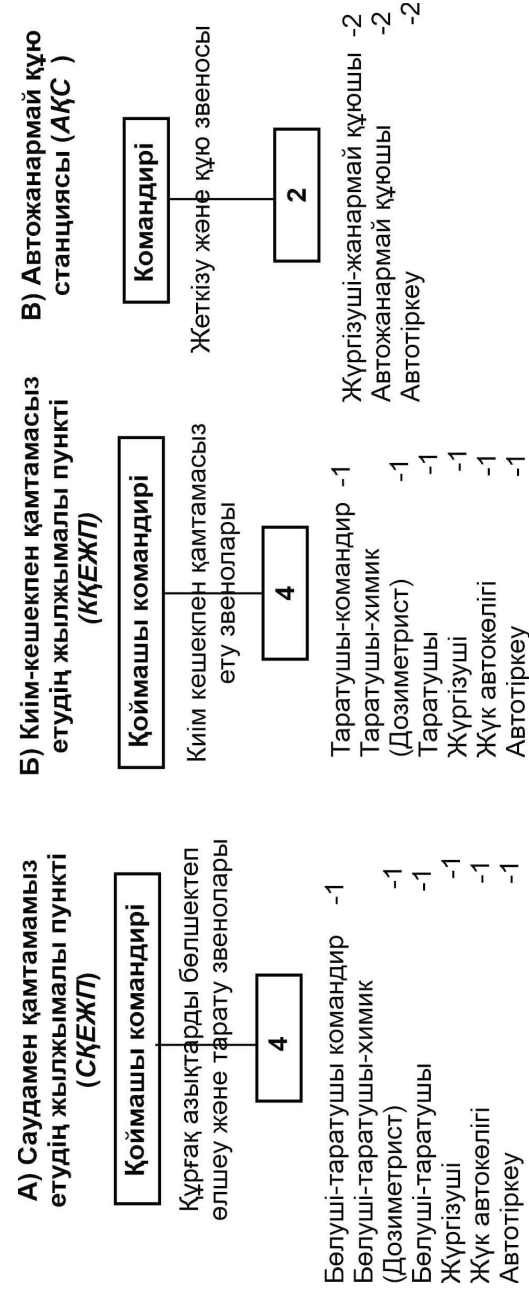 А) Саудамен қамтамамыз
етудің жылжымалы пункті
(СҚЕЖП)
Қоймашы командирі
Құрғақ азықтарды бөлшектеп
өлшеу және тарату звенолары
4
Бөлуші-таратушы командир -1
Бөлуші-таратушы-химик
(Дозиметрист) -1
Бөлуші-таратушы -1
Жүргізуші -1
Жүк автокөлігі -1
Автотіркеу -1
Б) Киім-кешекпен қамтамасыз
етудің жылжымалы пункті
(КҚЕЖП)
Қоймашы командирі
Киім кешекпен қамтамасыз
ету звенолары
4
Таратушы-командир -1
Таратушы-химик
(Дозиметрист) -1
Таратушы -1
Жүргізуші -1
Жүк автокөлігі -1
Автотіркеу -1
В) Автожанармай құю
станциясы (АҚС )
Командирі
Жеткізу және құю звеносы
2
Жүргізуші-жанармай құюшы -2
Автожанармай құюшы -2
Автотіркеу -2